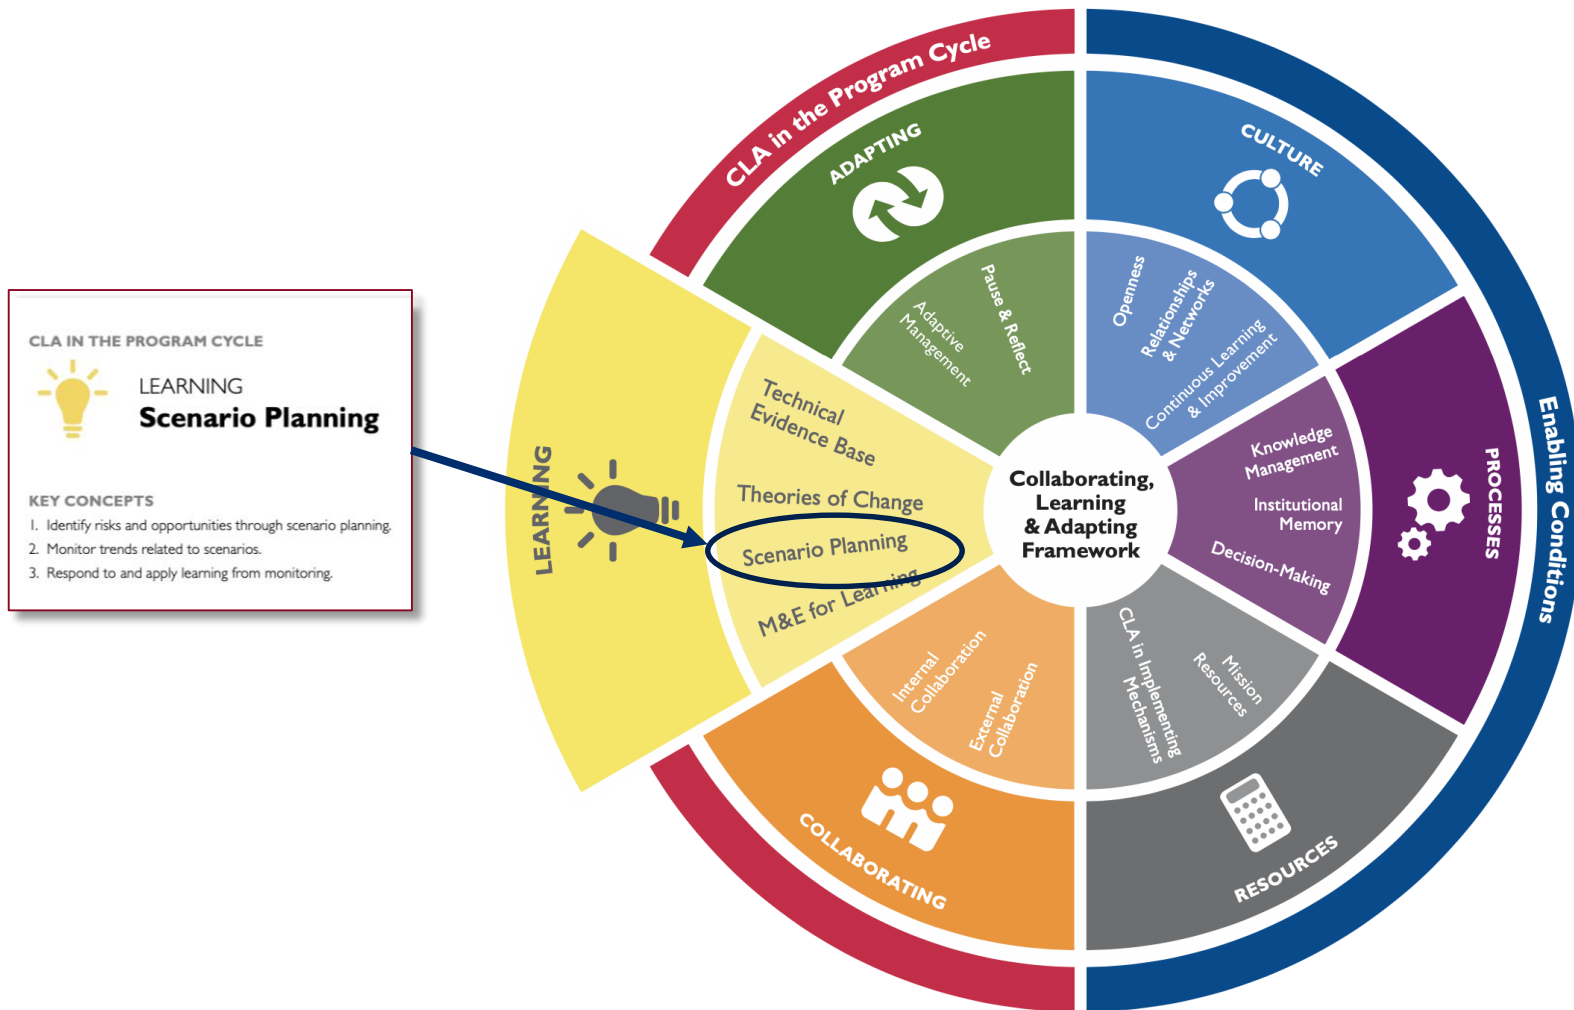 CLA IN THE PROGRAM CYCLE
LEARNING
Scenario Planning
KEY CONCEPTS
1. Identify risks and opportunities through scenario planning.
2. Monitor trends related to scenarios.
3. Respond to and apply learning from monitoring.
CLA in the Program Cycle
ADAPTING
Adaptive
Management
Pause & Reflect
LEARNING
Technical
Evidence Base
Theories of Change
Scenario Planning
M&E for Learning
COLLABORATING
Internal
Collaboration
External
Collaboration
Collaborating,
Learning
& Adapting
Framework
Enabling Conditions
CULTURE
Openness
Relationships
& Networks
Continuous Learning
& Improvement
PROCESSES
Knowledge
Management
Institutional
Memory
Decision-Making
RESOURCES
Mission
Resources
CLA in Implementing
Mechanisms